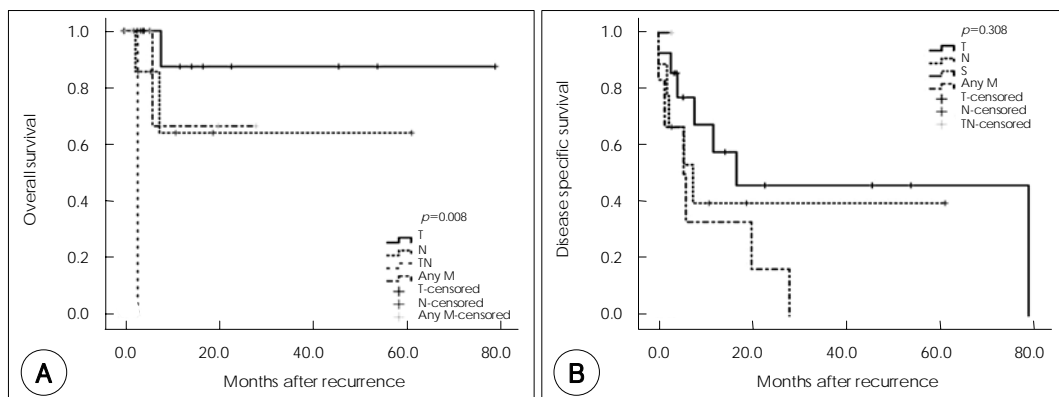 1.0
0.8
0.6
0.4
0.2
0.0
Overall survival
p=0.008
T
N
TN
Any M
T-censored
N-censored
Any M-censored
0.0 20.0 40.0 60.0 80.0
Months after recurrence
A
1.0
0.8
0.6
0.4
0.2
0.0
Disease specific survival
p=0.308
T
N
S
Any M
T-censored
N-censored
TN-censored
0.0 20.0 40.0 60.0 80.0
Months after recurrence
B